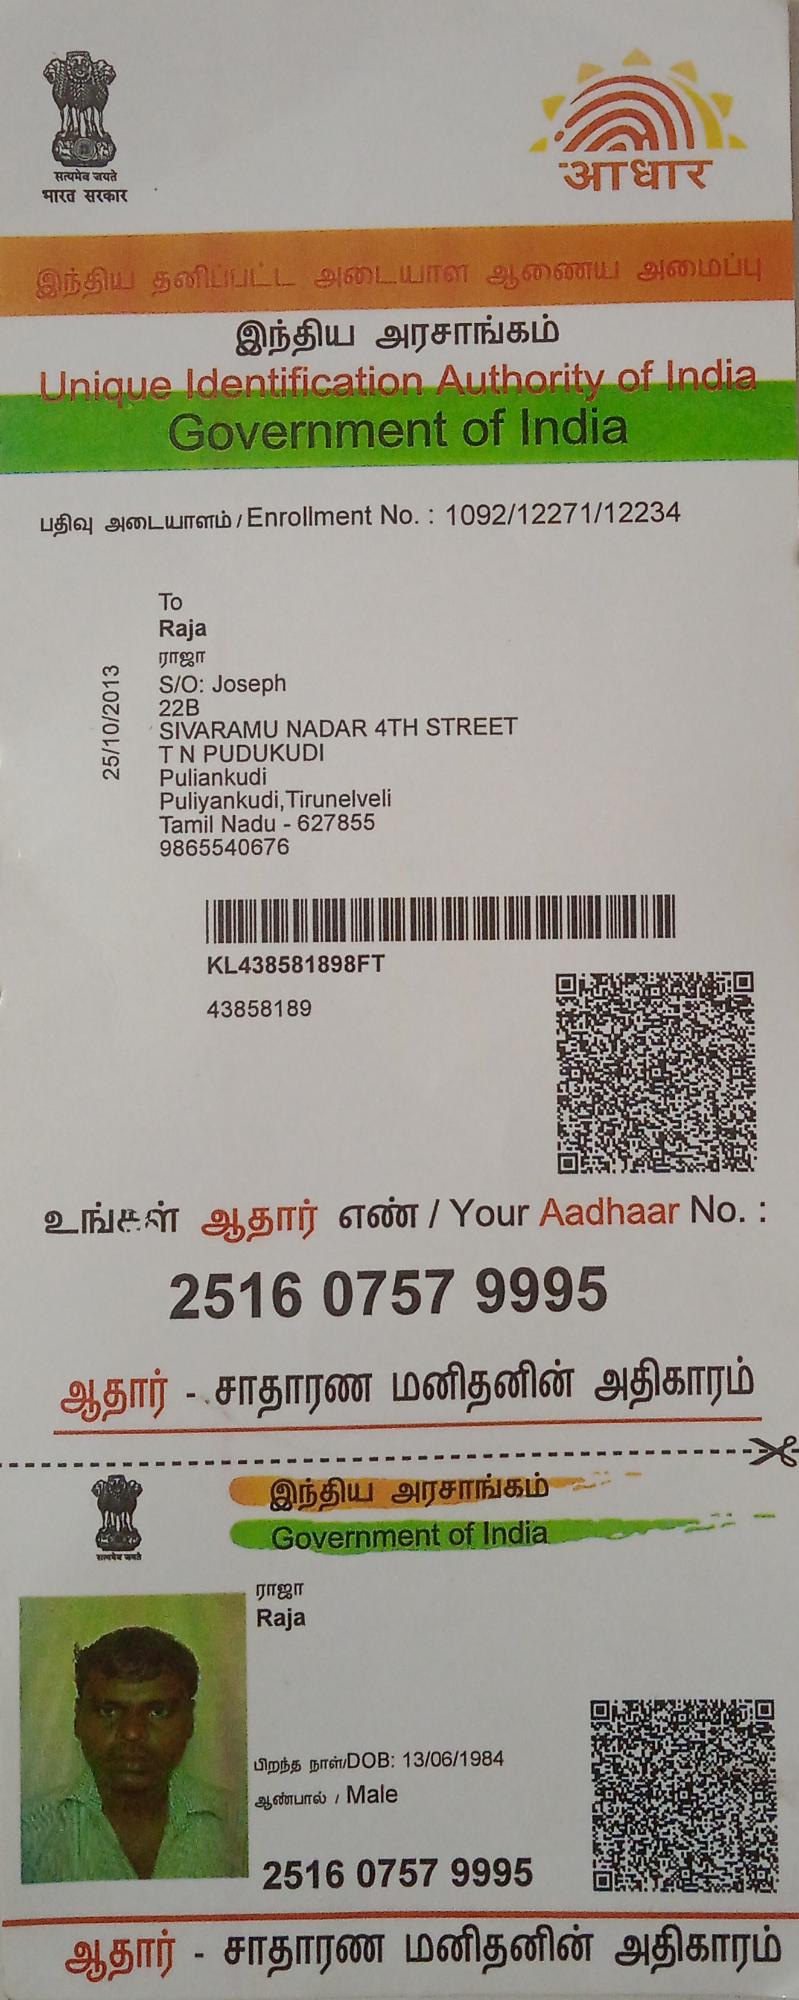 सत्यमेव जयते
भारत सरकार
आधार
இந்திய தனிப்பட்ட அடையாள ஆணைய அமைப்பு
இந்திய அரசாங்கம்
Unique Identification Authority of India
Government of India
பதிவு அடையாளம் / Enrollment No. : 1092/12271/12234
25/10/2013
To
Raja
ராஜா
S/O: Joseph
22B
SIVARAMU NADAR 4TH STREET
T N PUDUKUDI
Puliankudi
Puliyankudi,Tirunelveli
Tamil Nadu - 627855
9865540676
KL438581898FT
43858189
உங்கள் ஆதார் எண் / Your Aadhaar No. :
2516 0757 9995
ஆதார் - சாதாரண மனிதனின் அதிகாரம்
सत्यमेव जयते
இந்திய அரசாங்கம்
Government of India
ராஜா
Raja
பிறந்த நாள்/DOB: 13/06/1984
ஆண்பால் / Male
2516 0757 9995
ஆதார் - சாதாரண மனிதனின் அதிகாரம்